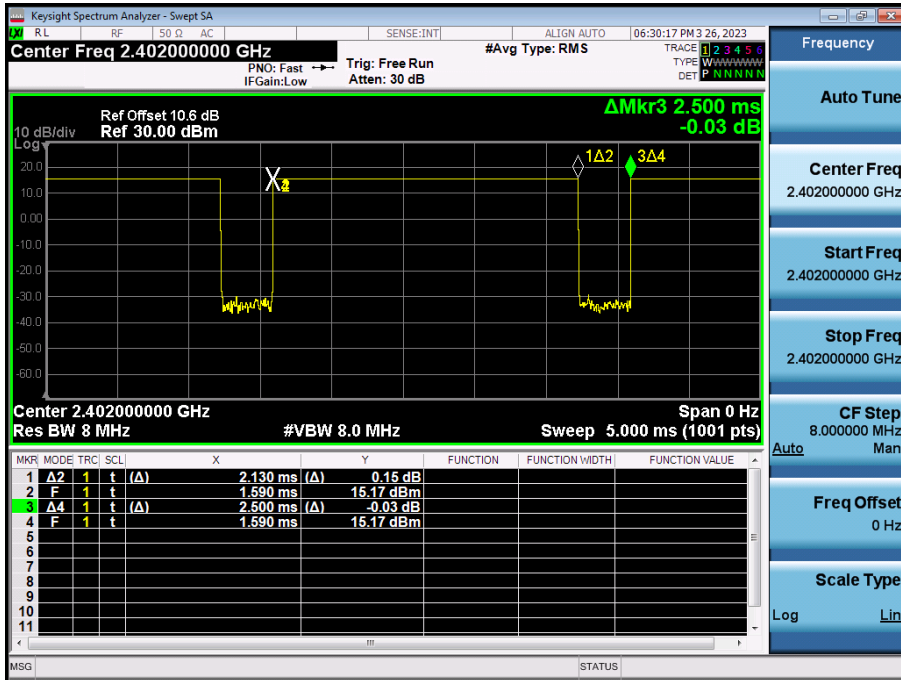 Keysight Spectrum Analyzer - Swept SA
LXI RL RF 50 Ω AC SENSE:INT ALIGN AUTO 06:30:17 PM 3 26, 2023
Center Freq 2.402000000 GHz #Avg Type: RMS TRACE 1 2 3 4 5 6
PNO: Fast Trig: Free Run TYPE WWWWWW
IFGain:Low Atten: 30 dB DET P N N N N N
ΔMkr3 2.500 ms
-0.03 dB
Ref Offset 10.6 dB
10 dB/div Ref 30.00 dBm
Log
1Δ2 3Δ4
20.0
10.0
0.00
-10.0
-20.0
-30.0
-40.0
-50.0
-60.0
Center 2.402000000 GHz Span 0 Hz
Res BW 8 MHz #VBW 8.0 MHz Sweep 5.000 ms (1001 pts)
MKR MODE TRC SCL X Y FUNCTION FUNCTION WIDTH FUNCTION VALUE
1 Δ2 1 t (Δ) 2.130 ms (Δ) 0.15 dB
2 F 1 t 1.590 ms 15.17 dBm
3 Δ4 1 t (Δ) 2.500 ms (Δ) -0.03 dB
4 F 1 t 1.590 ms 15.17 dBm
5
6
7
8
9
10
11
MSG STATUS
Frequency
Auto Tune
Center Freq
2.402000000 GHz
Start Freq
2.402000000 GHz
Stop Freq
2.402000000 GHz
CF Step
8.000000 MHz
Auto Man
Freq Offset
0 Hz
Scale Type
Log Lin